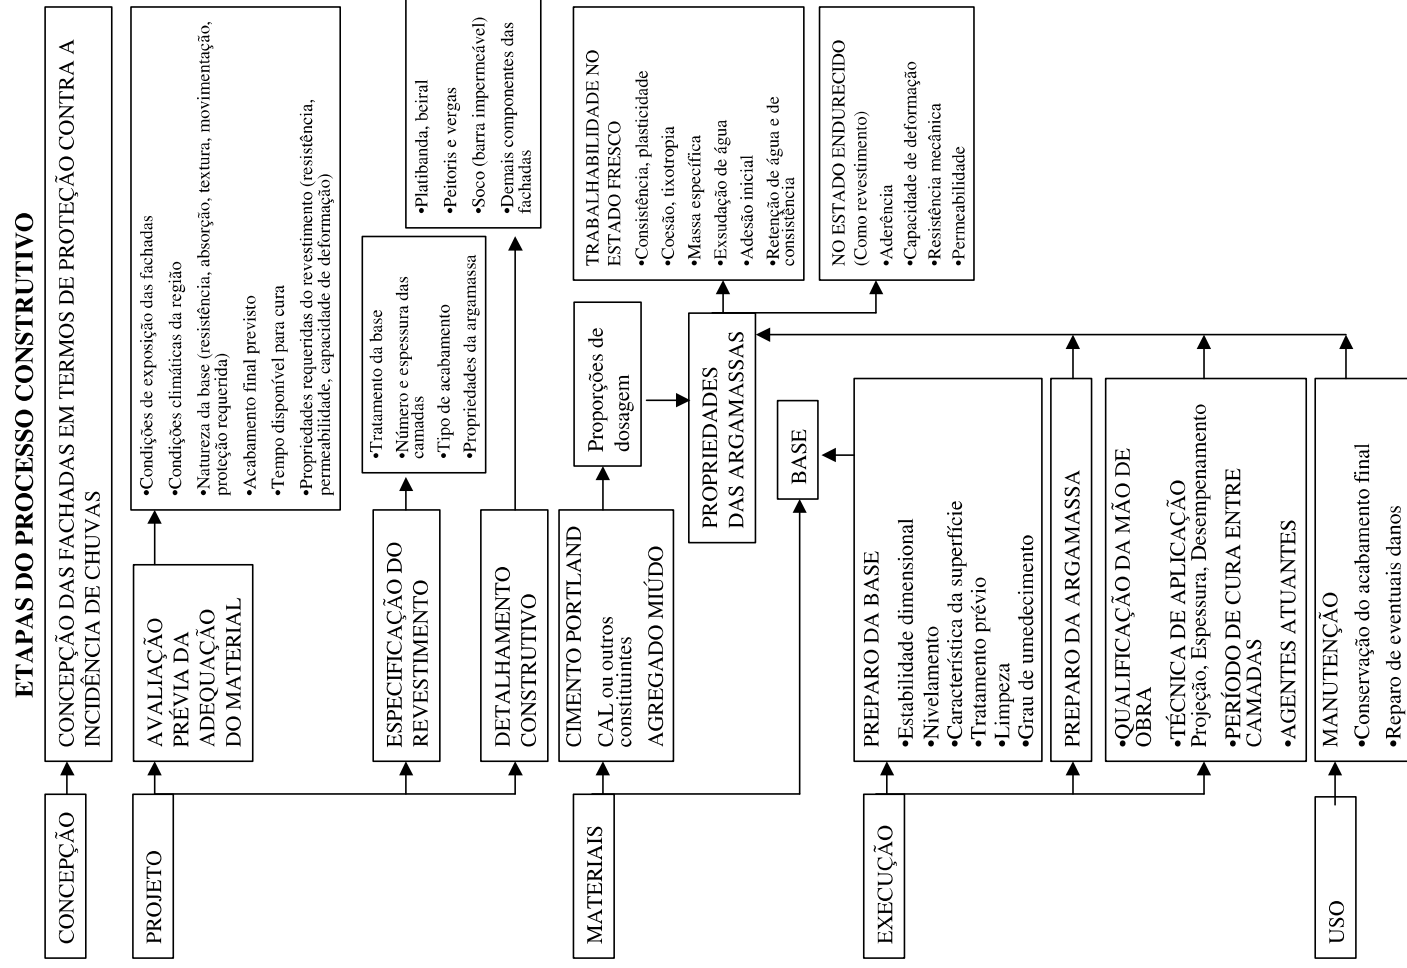 ETAPAS DO PROCESSO CONSTRUTIVO
CONCEPÇÃO
CONCEPÇÃO DAS FACHADAS EM TERMOS DE PROTEÇÃO CONTRA A
INCIDÊNCIA DE CHUVAS
PROJETO
AVALIAÇÃO
PRÉVIA DA
ADEQUAÇÃO
DO MATERIAL
•Condições de exposição das fachadas
•Condições climáticas da região
•Natureza da base (resistência, absorção, textura, movimentação,
proteção requerida)
•Acabamento final previsto
•Tempo disponível para cura
•Propriedades requeridas do revestimento (resistência,
permeabilidade, capacidade de deformação)
ESPECIFICAÇÃO DO
REVESTIMENTO
•Tratamento da base
•Número e espessura das
camadas
•Tipo de acabamento
•Propriedades da argamassa
DETALHAMENTO
CONSTRUTIVO
•Platibanda, beiral
•Peitoris e vergas
•Soco (barra impermeável)
•Demais componentes das
fachadas
MATERIAIS
CIMENTO PORTLAND
CAL ou outros
constituintes
AGREGADO MIÚDO
Proporções de
dosagem
PROPRIEDADES
DAS ARGAMASSAS
TRABALHABILIDADE NO
ESTADO FRESCO
•Consistência, plasticidade
•Coesão, tixotropia
•Massa específica
•Exsudação de água
•Adesão inicial
•Retenção de água e de
consistência
NO ESTADO ENDURECIDO
(Como revestimento)
•Aderência
•Capacidade de deformação
•Resistência mecânica
•Permeabilidade
BASE
EXECUÇÃO
PREPARO DA BASE
•Estabilidade dimensional
•Nivelamento
•Característica da superfície
•Tratamento prévio
•Limpeza
•Grau de umedecimento
PREPARO DA ARGAMASSA
•QUALIFICAÇÃO DA MÃO DE
OBRA
•TÉCNICA DE APLICAÇÃO
Projeção, Espessura, Desempenamento
•PERÍODO DE CURA ENTRE
CAMADAS
•AGENTES ATUANTES
USO
MANUTENÇÃO
•Conservação do acabamento final
•Reparo de eventuais danos